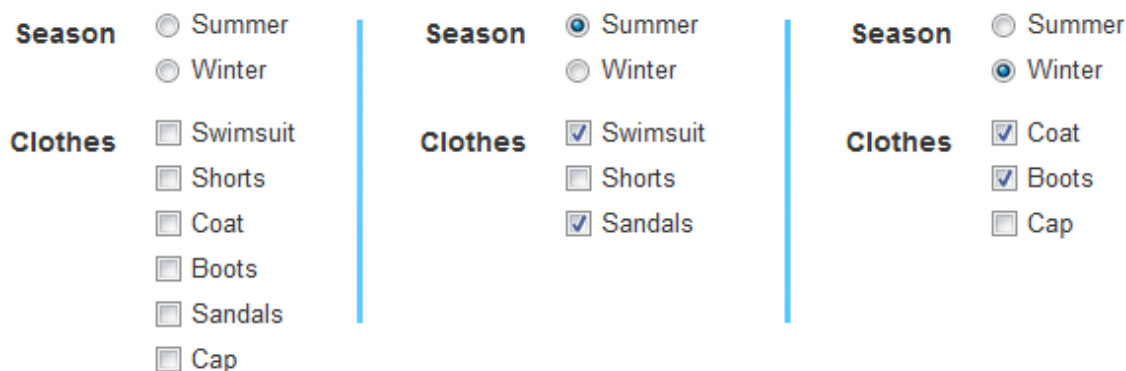 Season
Summer
Winter
Clothes
Swimsuit
Shorts
Coat
Boots
Sandals
Cap
Season
Summer
Winter
Clothes
Swimsuit
Shorts
Sandals
Season
Summer
Winter
Clothes
Coat
Boots
Cap